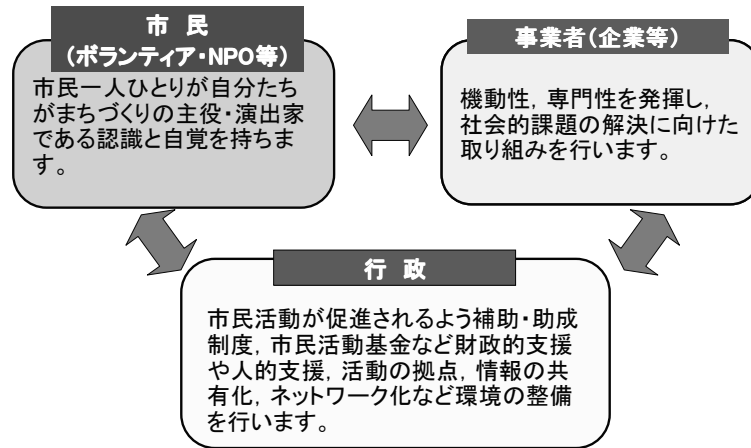 市 民
(ボランティア・NPO等)
市民一人ひとりが自分たち
がまちづくりの主役・演出家
である認識と自覚を持ちま
す。
事業者(企業等)
機動性，専門性を発揮し，
社会的課題の解決に向けた
取り組みを行います。
行 政
市民活動が促進されるよう補助・助成
制度，市民活動基金など財政的支援
や人的支援，活動の拠点，情報の共
有化，ネットワーク化など環境の整備
を行います。